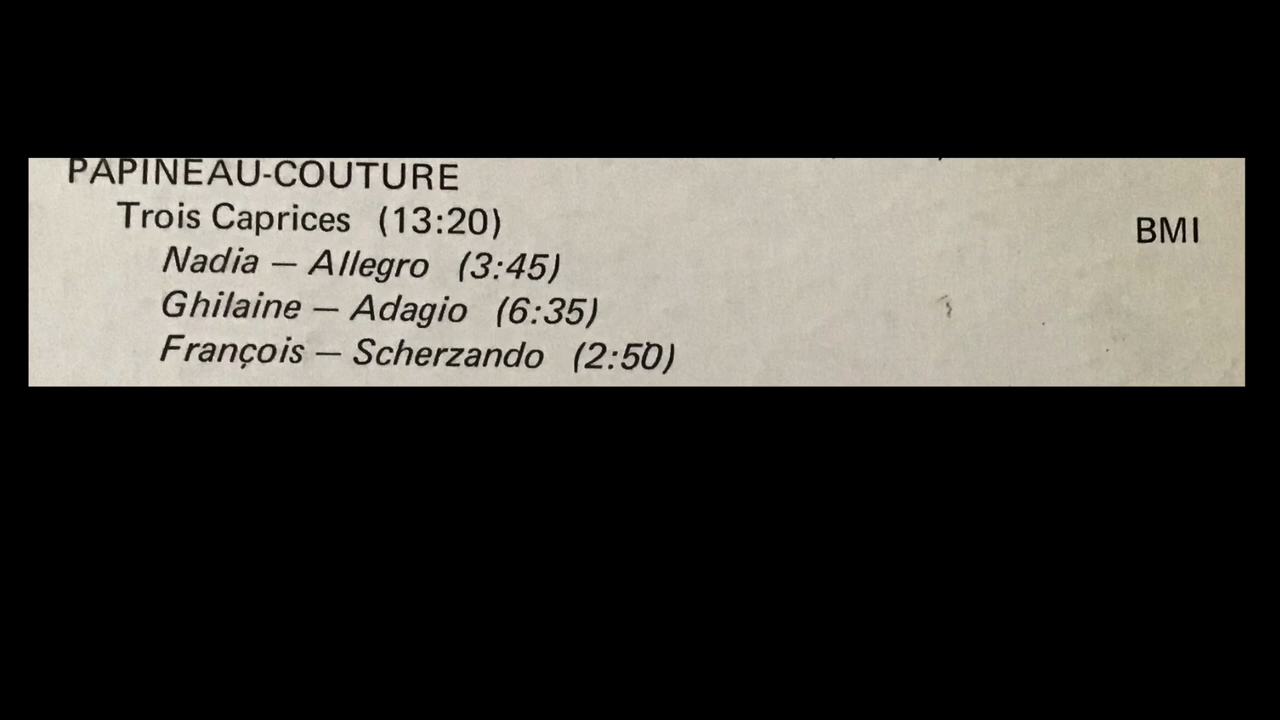 PAPINEAU-COUTURE
Trois Caprices (13:20) BMI
Nadia — Allegro (3:45)
Ghilaine — Adagio (6:35)
François — Scherzando (2:50)